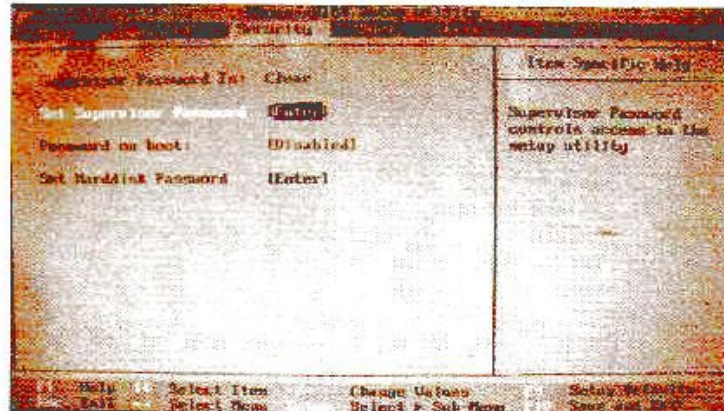 Security
Item Specific Help
Supervisor Password Is: Clear
Set Supervisor Password [Enter]
Supervisor Password
controls access to the
setup utility
Password on boot: [Disabled]
Set Harddisk Password [Enter]
Help Select Item Change Values Setup Defaults
Exit Select Menu Select ▶ Sub-Menu